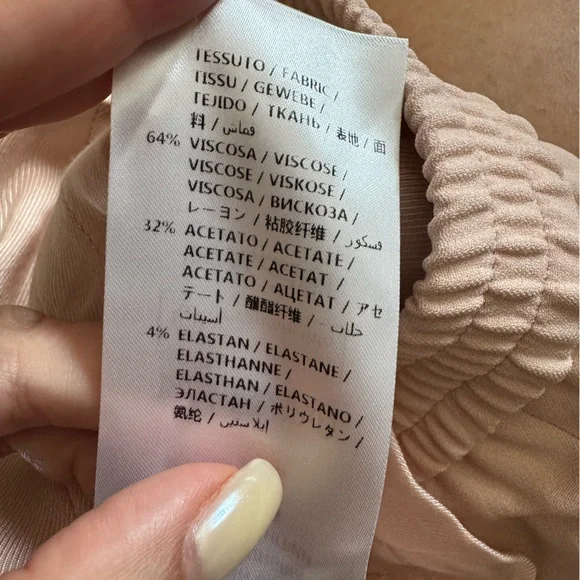 TESSUTO / FABRIC /
TISSU / GEWEBE /
TEJIDO / ТКАНЬ / 表地 / 面
料 / قماش /
64% VISCOSA / VISCOSE /
VISCOSE / VISKOSE /
VISCOSA / ВИСКОЗА /
レーヨン / 粘胶纤维 / فسكوز
32% ACETATO / ACETATE /
ACETATE / ACETAT /
ACETATO / АЦЕТАТ / アセ
テート / 醋酯纤维 /
خلات - أسيتات
4% ELASTAN / ELASTANE /
ELASTHANNE /
ELASTHAN / ELASTANO /
ЭЛАСТАН / ポリウレタン /
氨纶 / إيلاستين